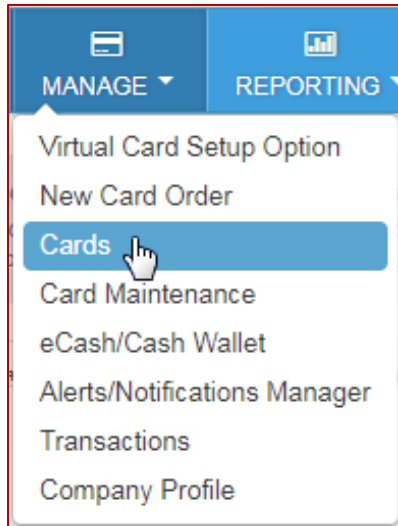 MANAGE REPORTING
Virtual Card Setup Option
New Card Order
Cards
Card Maintenance
eCash/Cash Wallet
Alerts/Notifications Manager
Transactions
Company Profile